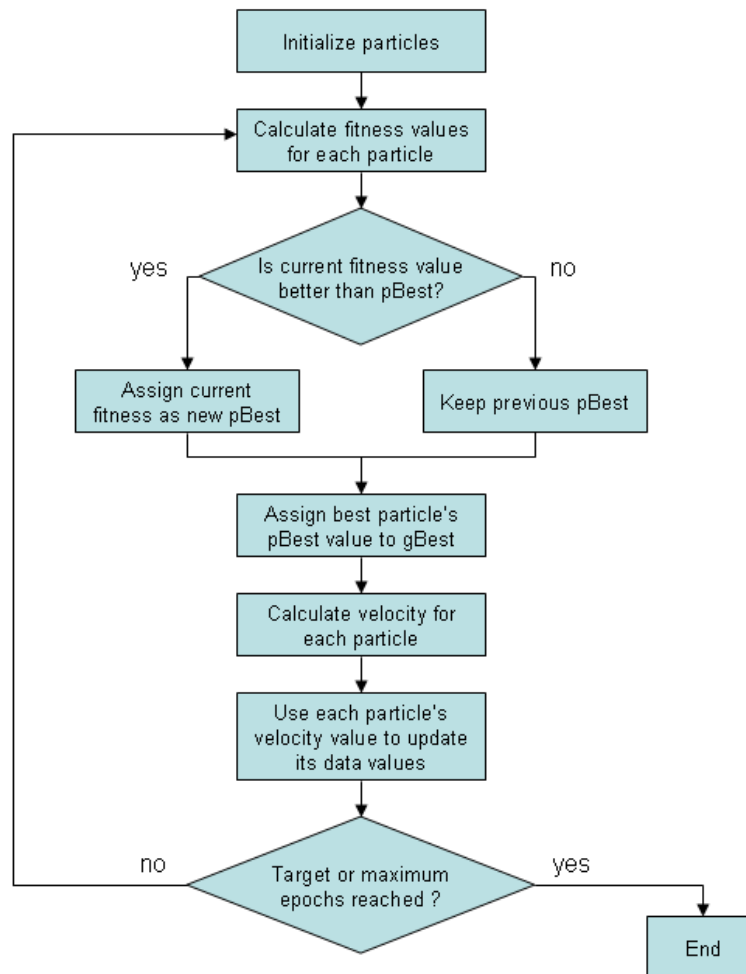 Initialize particles
Calculate fitness values
for each particle
yes
Is current fitness value
better than pBest?
no
Assign current
fitness as new pBest
Keep previous pBest
Assign best particle's
pBest value to gBest
Calculate velocity for
each particle
Use each particle's
velocity value to update
its data values
no
Target or maximum
epochs reached ?
yes
End